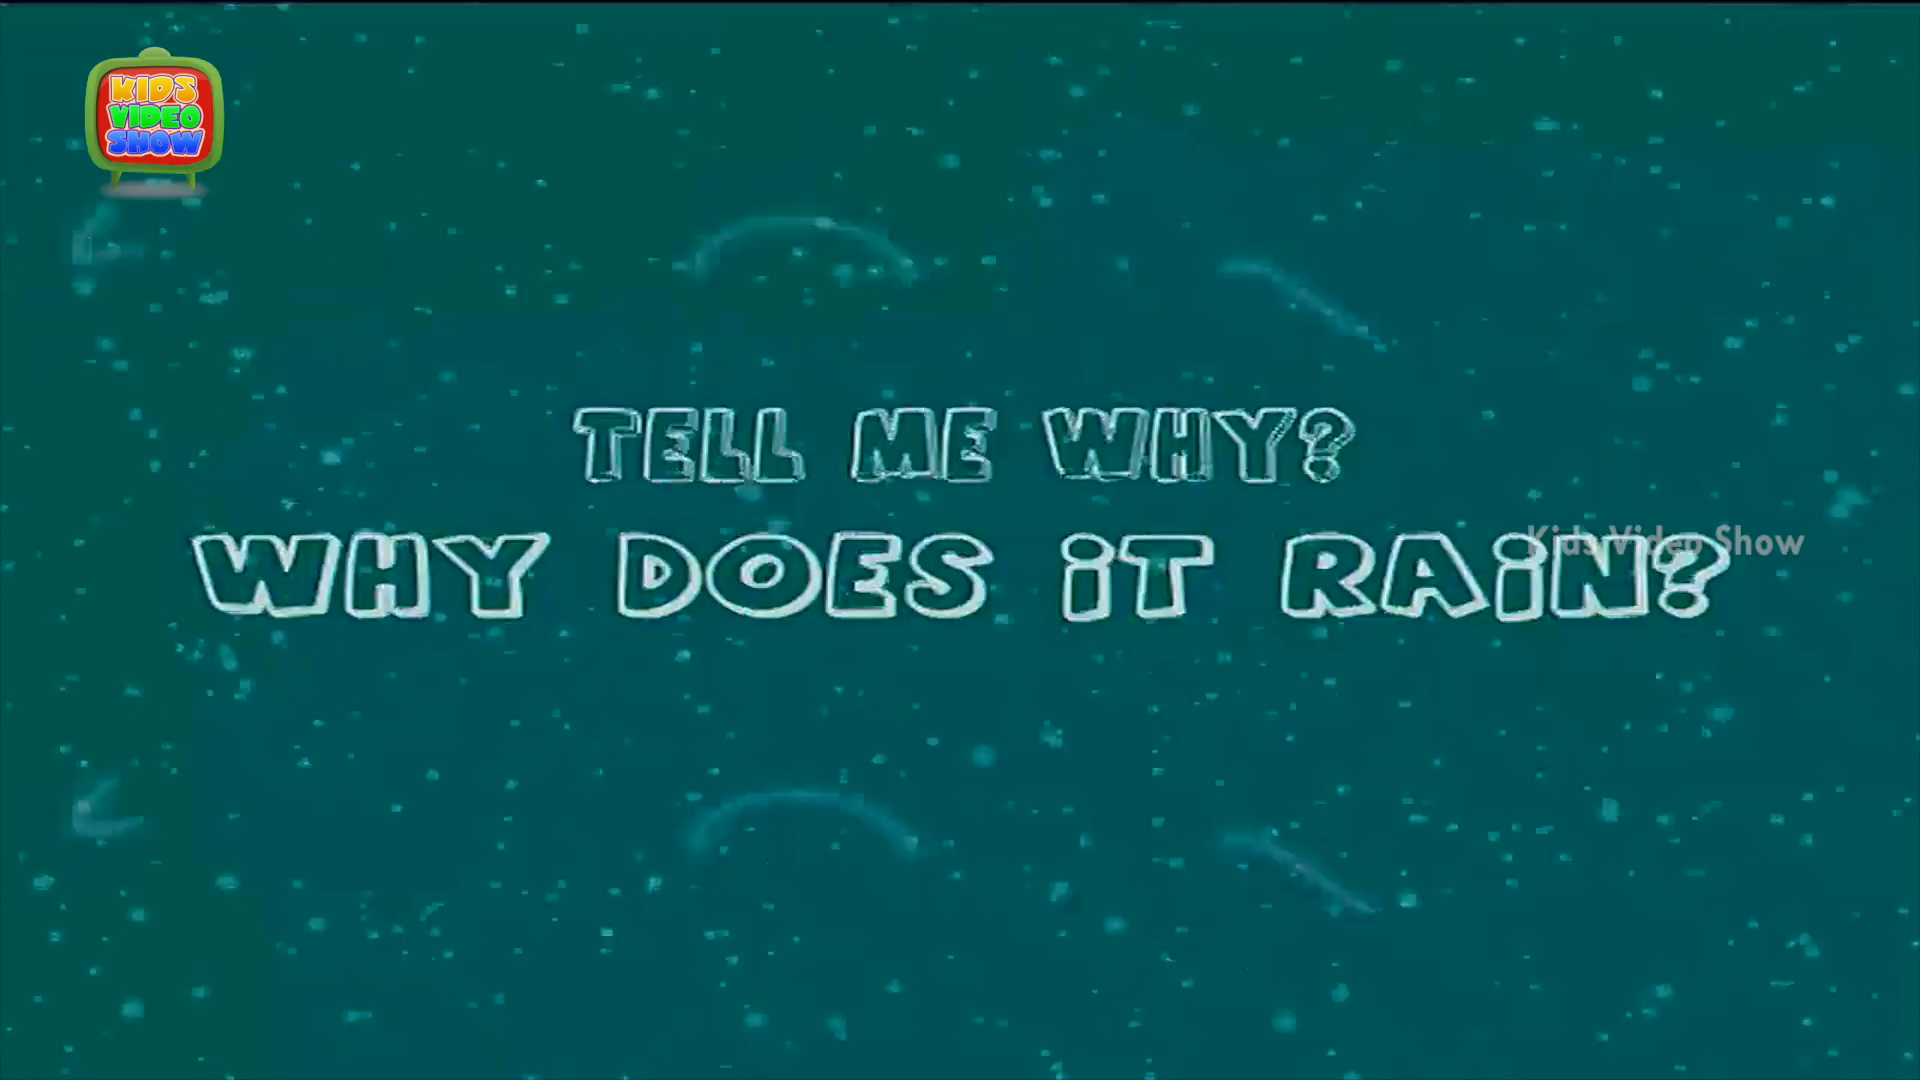 KIDS
VIDEO
SHOW
TELL ME WHY?
WHY DOES iT RAiN?
Kids Video Show